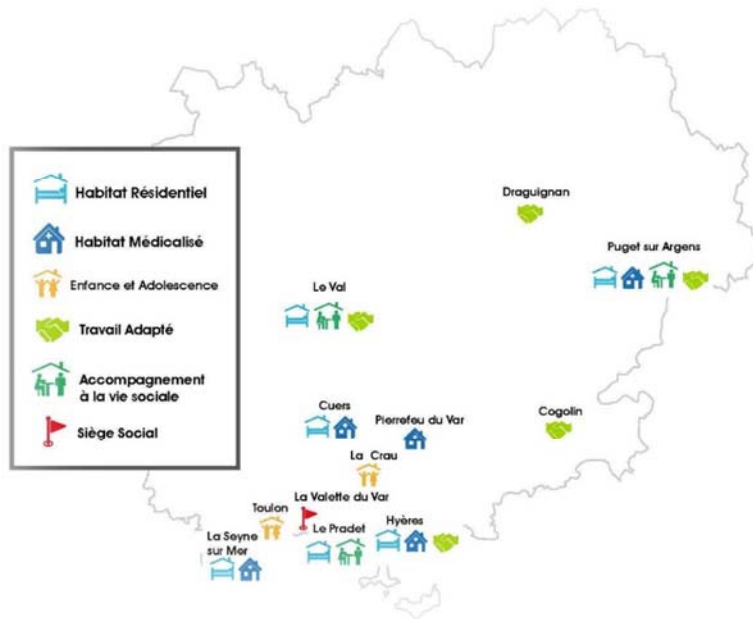 Habitat Résidentiel
Habitat Médicalisé
Enfance et Adolescence
Travail Adapté
Accompagnement
à la vie sociale
Siège Social
Draguignan
Puget sur Argens
Le Val
Cuers
Pierrefeu du Var
Cogolin
La Crau
La Valette du Var
Toulon
Le Pradet
Hyères
La Seyne
sur Mer